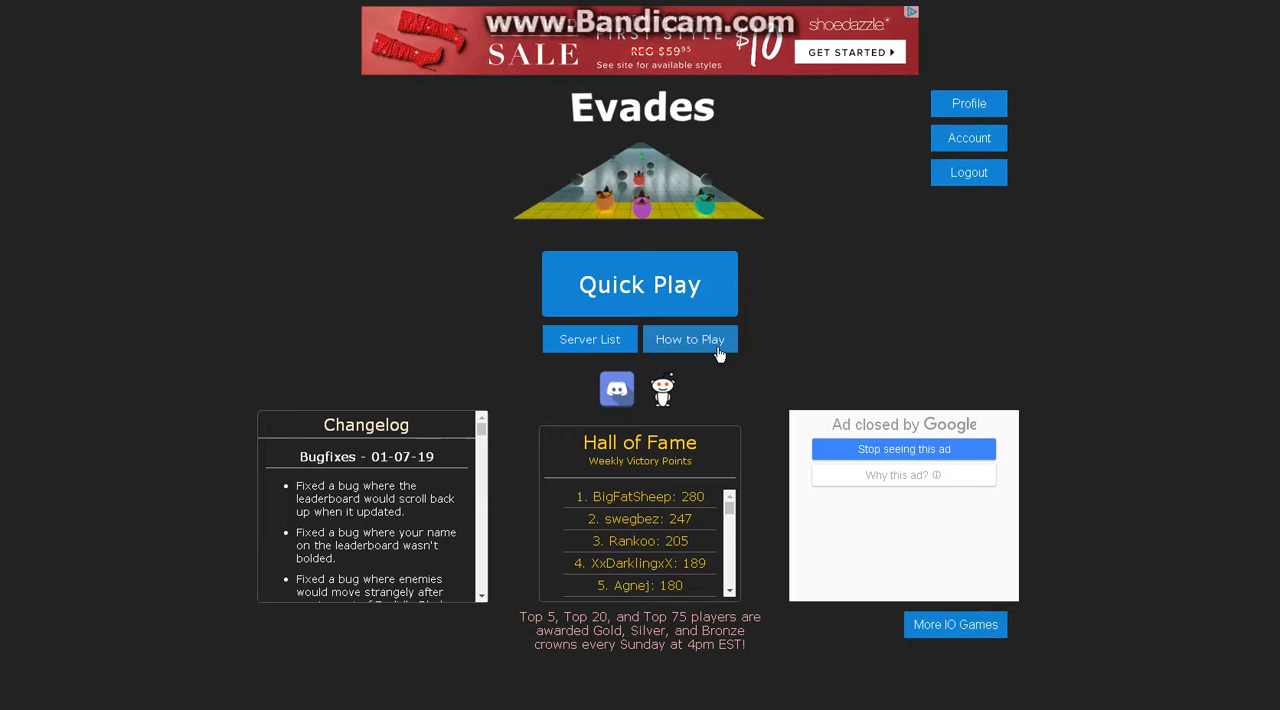 www.Bandicam.com
FIRST STYLE
SALE
REG $59⁹⁵
See site for available styles
$10
shoedazzle
GET STARTED
Evades
Profile
Account
Logout
Quick Play
Server List
How to Play
Changelog
Bugfixes - 01-07-19
Fixed a bug where the
leaderboard would scroll back
up when it updated.
Fixed a bug where your name
on the leaderboard wasn't
bolded.
Fixed a bug where enemies
would move strangely after
Hall of Fame
Weekly Victory Points
1. BigFatSheep: 280
2. swegbez: 247
3. Rankoo: 205
4. XxDarklingxX: 189
5. Agnej: 180
Top 5, Top 20, and Top 75 players are
awarded Gold, Silver, and Bronze
crowns every Sunday at 4pm EST!
Ad closed by Google
Stop seeing this ad
Why this ad?
More IO Games